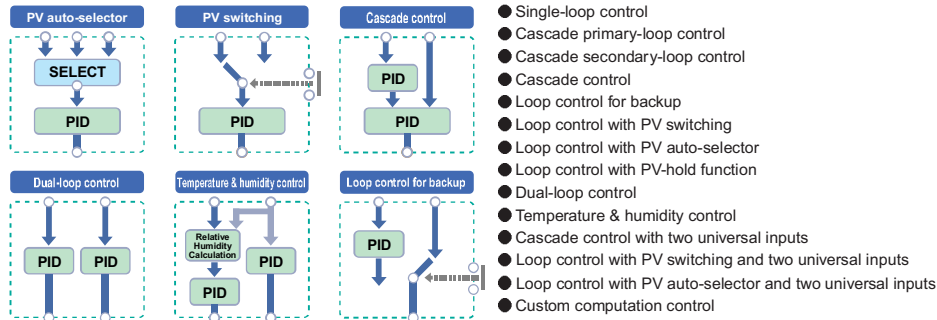 PV auto-selector
SELECT
PID
PV switching
PID
Cascade control
PID
PID
Dual-loop control
PID
PID
Temperature & humidity control
Relative
Humidity
Calculation
PID
PID
Loop control for backup
PID
Single-loop control
Cascade primary-loop control
Cascade secondary-loop control
Cascade control
Loop control for backup
Loop control with PV switching
Loop control with PV auto-selector
Loop control with PV-hold function
Dual-loop control
Temperature & humidity control
Cascade control with two universal inputs
Loop control with PV switching and two universal inputs
Loop control with PV auto-selector and two universal inputs
Custom computation control